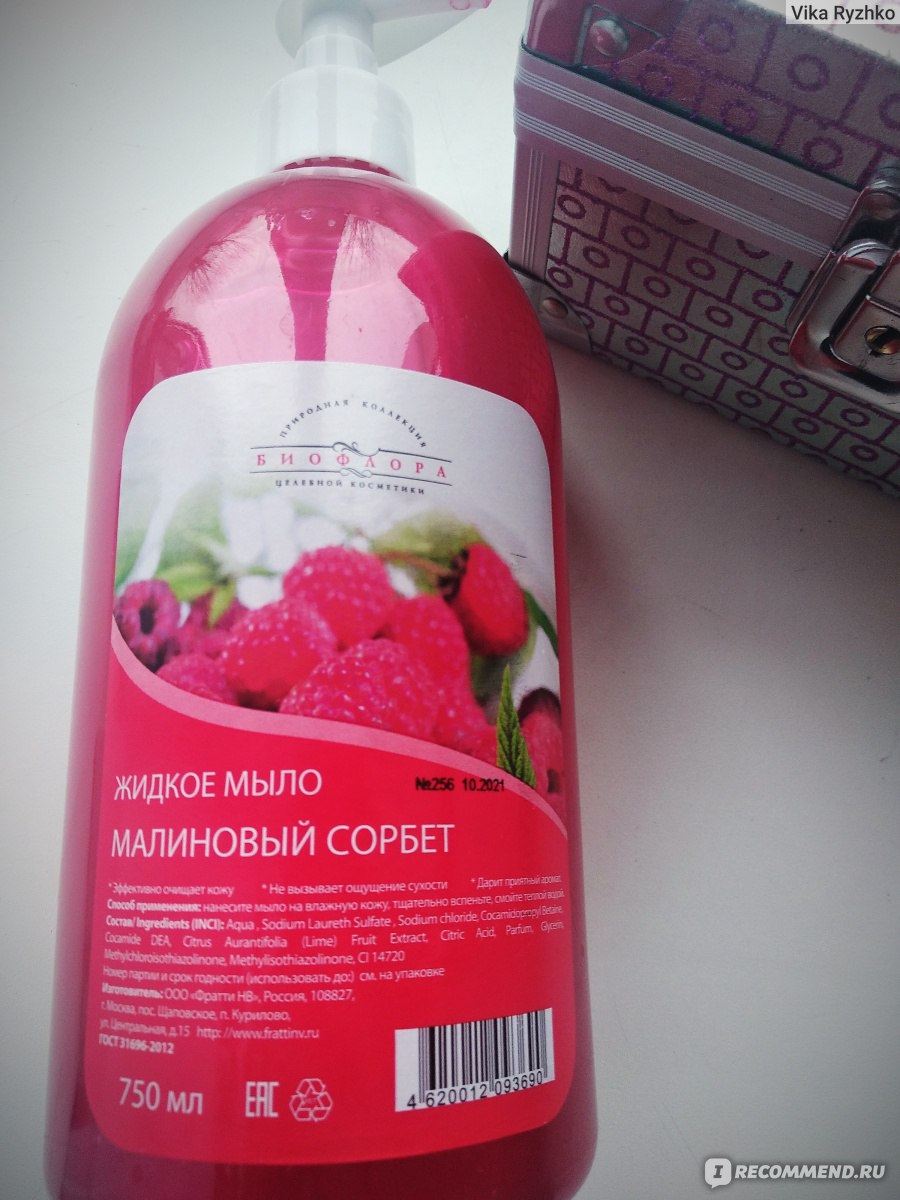 Vika Ryzhko
ПРИРОДНАЯ КОЛЛЕКЦИЯ
БИОФЛОРА
ЦЕЛЕБНОЙ КОСМЕТИКИ
ЖИДКОЕ МЫЛО
№256 10.2021
МАЛИНОВЫЙ СОРБЕТ
*Эффективно очищает кожу *Не вызывает ощущение сухости *Дарит приятный аромат.
Способ применения: нанесите мыло на влажную кожу, тщательно вспеньте, смойте теплой водой.
Состав/ Ingredients (INCI): Aqua , Sodium Laureth Sulfate , Sodium chloride, Cocamidopropyl Betaine,
Cocamide DEA, Citrus Aurantifolia (Lime) Fruit Extract, Citric Acid, Parfum, Glycerin,
Methylchloroisothiazolinone, Methylisothiazolinone, CI 14720
Номер партии и срок годности (использовать до:) см. на упаковке
Изготовитель: ООО «Фратти НВ», Россия, 108827,
г. Москва, пос. Щаповское, п. Курилово,
ул. Центральная, д.15 http://www.frattinv.ru
ГОСТ 31696-2012
750 мл EAC
4 620012 093690
IRECOMMEND.RU